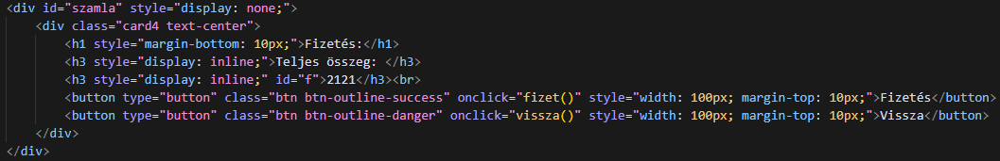 <div id="szamla" style="display: none;">
<div class="card4 text-center">
<h1 style="margin-bottom: 10px;">Fizetés:</h1>
<h3 style="display: inline;">Teljes összeg: </h3>
<h3 style="display: inline;" id="f">2121</h3><br>
<button type="button" class="btn btn-outline-success" onclick="fizet()" style="width: 100px; margin-top: 10px;">Fizetés</button>
<button type="button" class="btn btn-outline-danger" onclick="vissza()" style="width: 100px; margin-top: 10px;">Vissza</button>
</div>
</div>